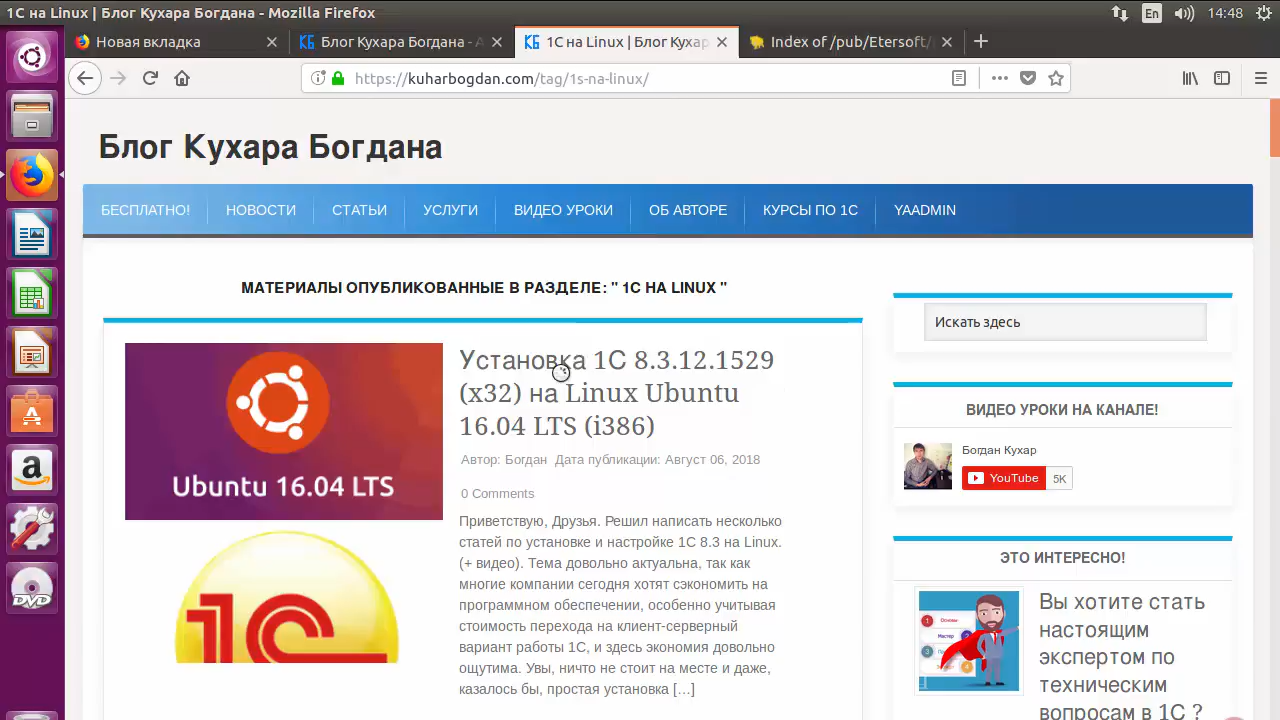 1С на Linux | Блог Кухара Богдана - Mozilla Firefox
En
14:48
Новая вкладка
КБ Блог Кухара Богдана - А
КБ 1С на Linux | Блог Кухар
Index of /pub/Etersoft/
https://kuharbogdan.com/tag/1s-na-linux/
Блог Кухара Богдана
БЕСПЛАТНО!
НОВОСТИ
СТАТЬИ
УСЛУГИ
ВИДЕО УРОКИ
ОБ АВТОРЕ
КУРСЫ ПО 1С
YAADMIN
МАТЕРИАЛЫ ОПУБЛИКОВАННЫЕ В РАЗДЕЛЕ: " 1С НА LINUX "
Ubuntu 16.04 LTS
1С
Установка 1С 8.3.12.1529
(x32) на Linux Ubuntu
16.04 LTS (i386)
Автор: Богдан Дата публикации: Август 06, 2018
0 Comments
Приветствую, Друзья. Решил написать несколько
статей по установке и настройке 1С 8.3 на Linux.
(+ видео). Тема довольно актуальна, так как
многие компании сегодня хотят сэкономить на
программном обеспечении, особенно учитывая
стоимость перехода на клиент-серверный
вариант работы 1С, и здесь экономия довольно
ощутима. Увы, ничто не стоит на месте и даже,
казалось бы, простая установка […]
Искать здесь
ВИДЕО УРОКИ НА КАНАЛЕ!
Богдан Кухар
YouTube 5K
ЭТО ИНТЕРЕСНО!
Вы хотите стать
настоящим
экспертом по
техническим
вопросам в 1С ?